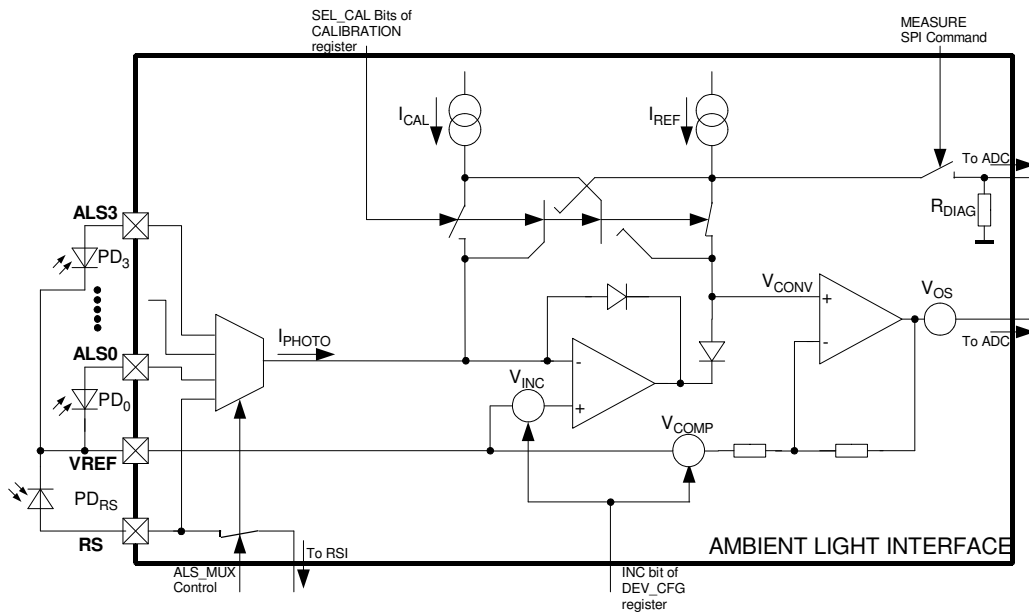 SEL_CAL Bits of
CALIBRATION
register
MEASURE
SPI Command
I_CAL
I_REF
To ADC
R_DIAG
ALS3
PD_3
V_CONV
V_OS
To ADC
I_PHOTO
ALS0
PD_0
V_INC
V_COMP
VREF
PD_RS
RS
To RSI
AMBIENT LIGHT INTERFACE
ALS_MUX
Control
INC bit of
DEV_CFG
register
-
+
+
-